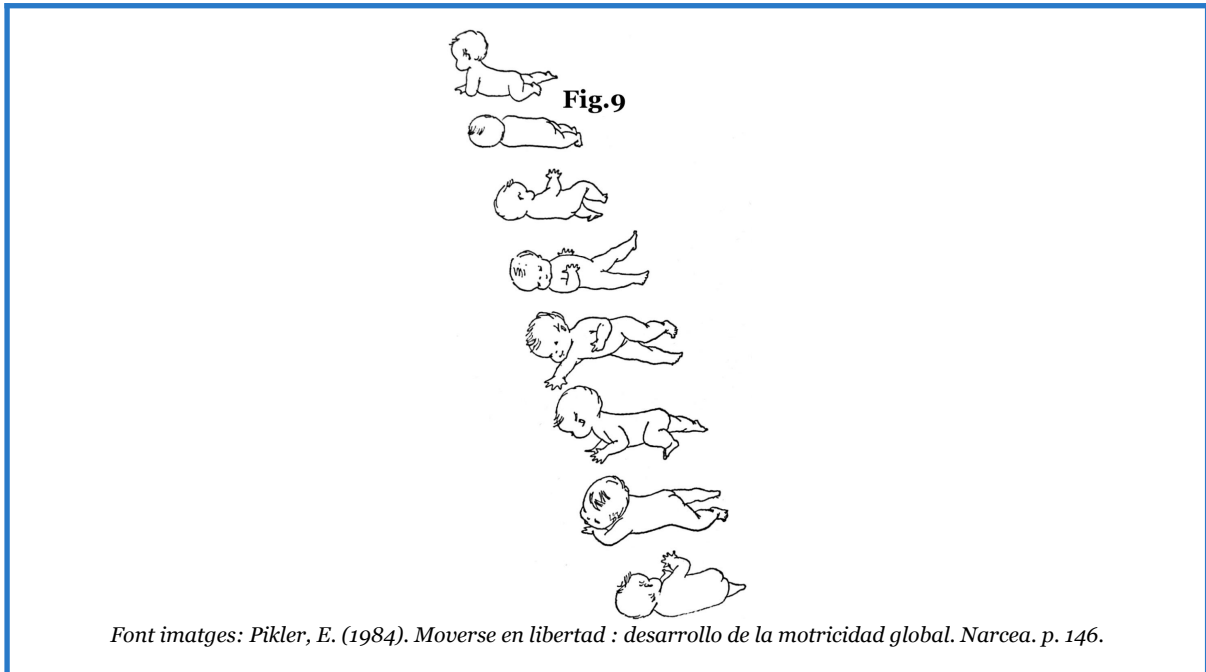 Fig.9
Font imatges: Pikler, E. (1984). Moverse en libertad : desarrollo de la motricidad global. Narcea. p. 146.